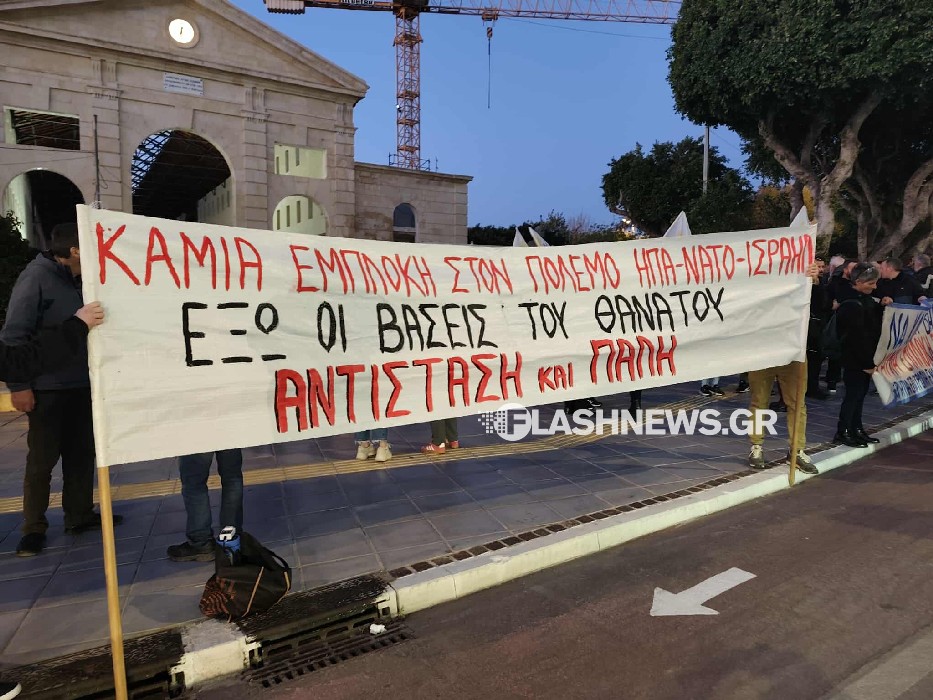 ΚΑΜΙΑ ΕΜΠΛΟΚΗ ΣΤΟΝ ΠΟΛΕΜΟ ΗΠΑ-ΝΑΤΟ-ΙΣΡΑΗΛ!
ΕΞΩ ΟΙ ΒΑΣΕΙΣ ΤΟΥ ΘΑΝΑΤΟΥ
ΑΝΤΙΣΤΑΣΗ ΚΑΙ ΠΑΛΗ
FLASHNEWS.GR